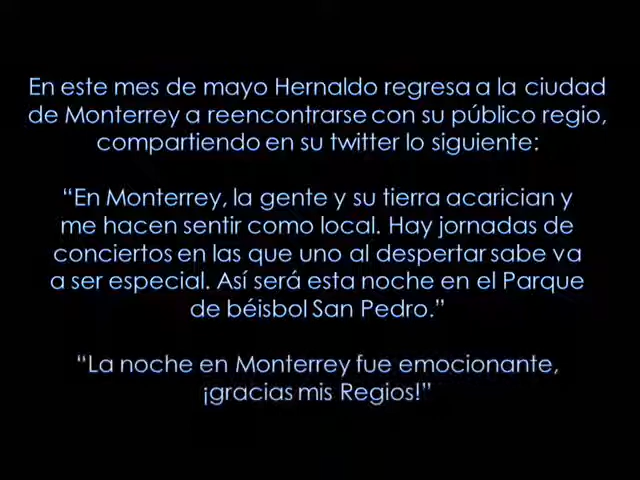 En este mes de mayo Hernaldo regresa a la ciudad
de Monterrey a reencontrarse con su público regio,
compartiendo en su twitter lo siguiente:
“En Monterrey, la gente y su tierra acarician y
me hacen sentir como local. Hay jornadas de
conciertos en las que uno al despertar sabe va
a ser especial. Así será esta noche en el Parque
de béisbol San Pedro.”
“La noche en Monterrey fue emocionante,
¡gracias mis Regios!”